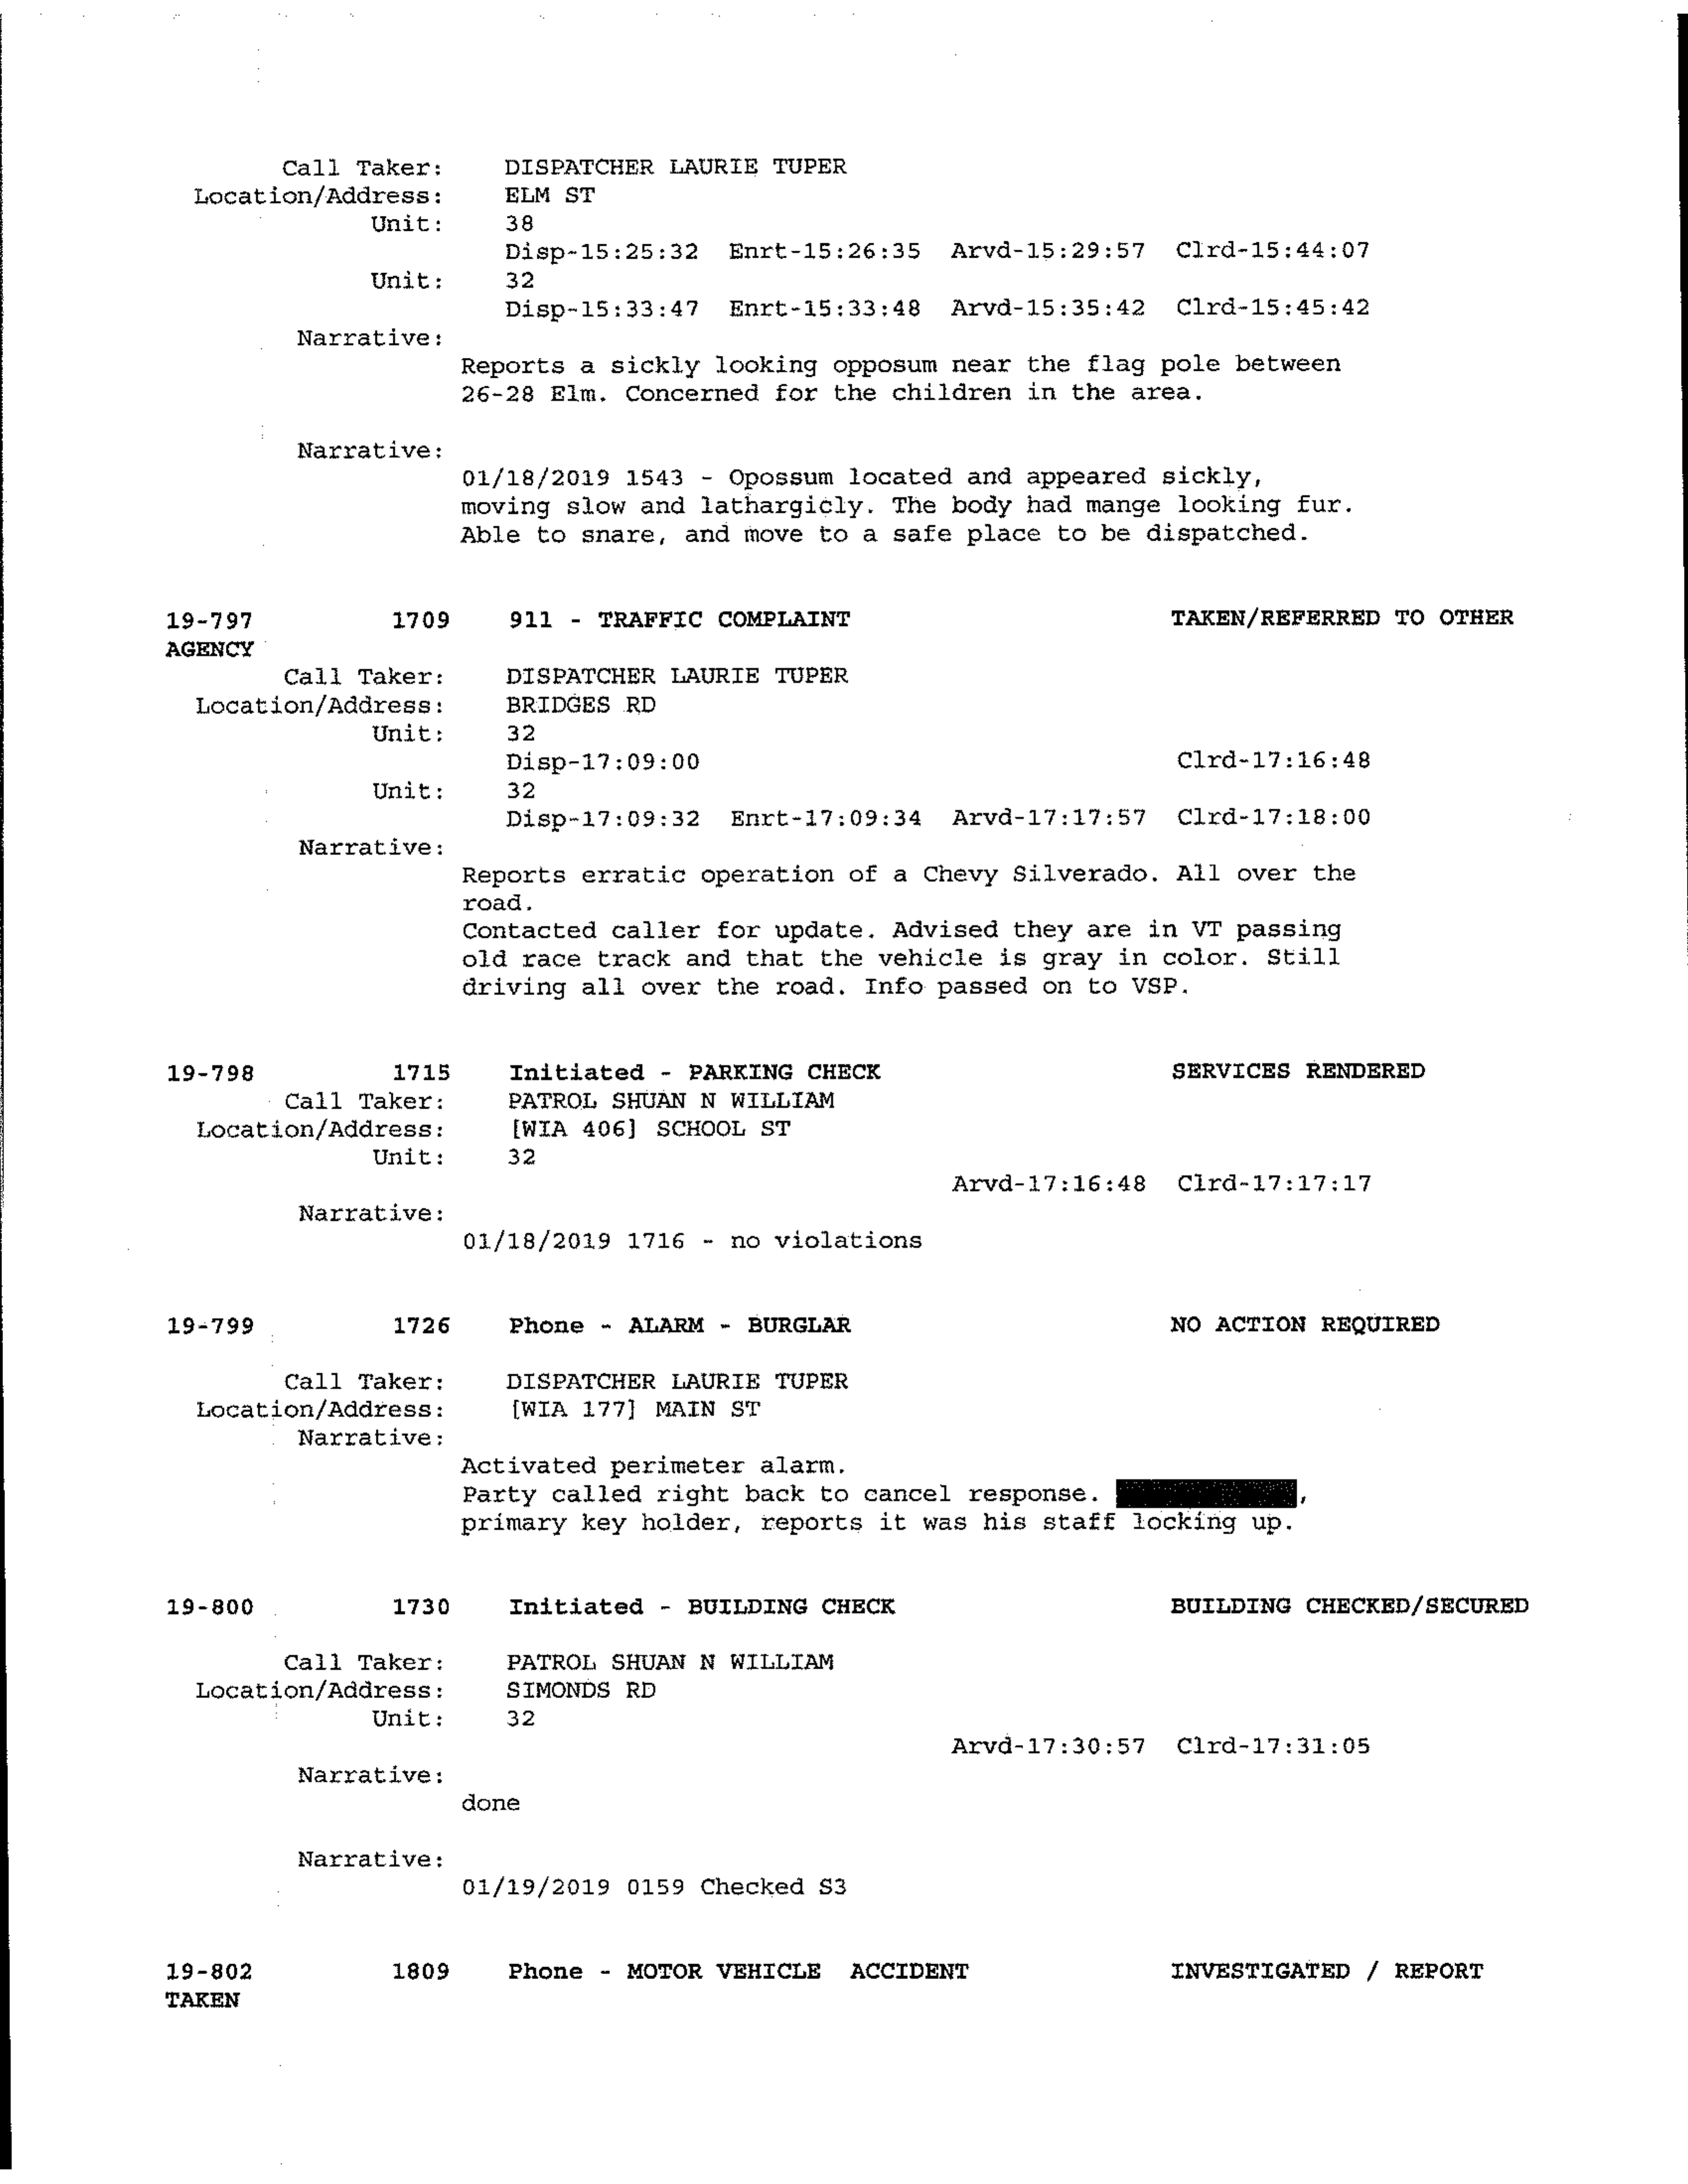 Call Taker: DISPATCHER LAURIE TUPER
Location/Address: ELM ST
Unit: 38
Disp-15:25:32 Enrt-15:26:35 Arvd-15:29:57 Clrd-15:44:07
Unit: 32
Disp-15:33:47 Enrt-15:33:48 Arvd-15:35:42 Clrd-15:45:42
Narrative:
Reports a sickly looking opposum near the flag pole between
26-28 Elm. Concerned for the children in the area.
Narrative:
01/18/2019 1543 - Opossum located and appeared sickly,
moving slow and lathargicly. The body had mange looking fur.
Able to snare, and move to a safe place to be dispatched.
19-797 1709 911 - TRAFFIC COMPLAINT TAKEN/REFERRED TO OTHER
AGENCY
Call Taker: DISPATCHER LAURIE TUPER
Location/Address: BRIDGES RD
Unit: 32
Disp-17:09:00 Clrd-17:16:48
Unit: 32
Disp-17:09:32 Enrt-17:09:34 Arvd-17:17:57 Clrd-17:18:00
Narrative:
Reports erratic operation of a Chevy Silverado. All over the
road.
Contacted caller for update. Advised they are in VT passing
old race track and that the vehicle is gray in color. Still
driving all over the road. Info passed on to VSP.
19-798 1715 Initiated - PARKING CHECK SERVICES RENDERED
Call Taker: PATROL SHUAN N WILLIAM
Location/Address: [WIA 406] SCHOOL ST
Unit: 32
Arvd-17:16:48 Clrd-17:17:17
Narrative:
01/18/2019 1716 - no violations
19-799 1726 Phone - ALARM - BURGLAR NO ACTION REQUIRED
Call Taker: DISPATCHER LAURIE TUPER
Location/Address: [WIA 177] MAIN ST
Narrative:
Activated perimeter alarm.
Party called right back to cancel response. ,
primary key holder, reports it was his staff locking up.
19-800 1730 Initiated - BUILDING CHECK BUILDING CHECKED/SECURED
Call Taker: PATROL SHUAN N WILLIAM
Location/Address: SIMONDS RD
Unit: 32
Arvd-17:30:57 Clrd-17:31:05
Narrative:
done
Narrative:
01/19/2019 0159 Checked S3
19-802 1809 Phone - MOTOR VEHICLE ACCIDENT INVESTIGATED / REPORT
TAKEN